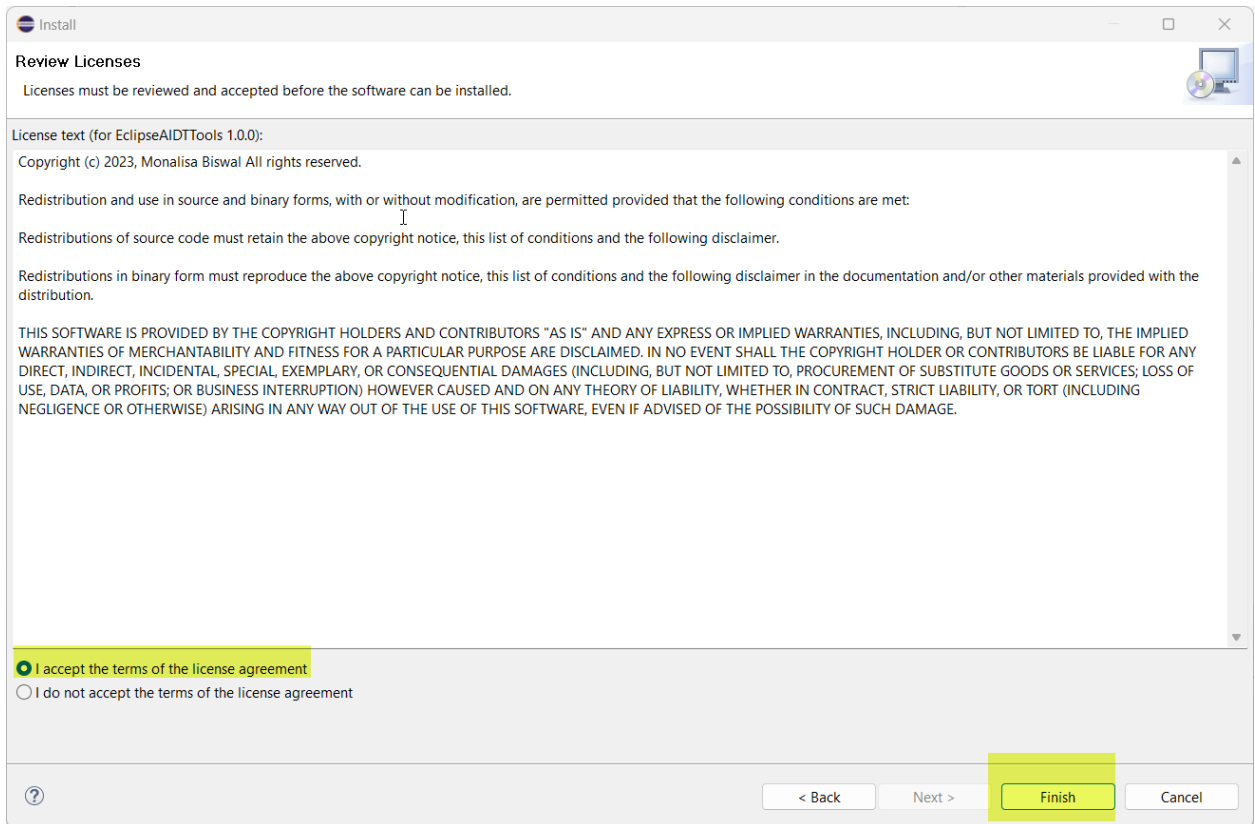 Install
Review Licenses
Licenses must be reviewed and accepted before the software can be installed.
License text (for EclipseAIDTTools 1.0.0):
Copyright (c) 2023, Monalisa Biswal All rights reserved.
Redistribution and use in source and binary forms, with or without modification, are permitted provided that the following conditions are met:
Redistributions of source code must retain the above copyright notice, this list of conditions and the following disclaimer.
Redistributions in binary form must reproduce the above copyright notice, this list of conditions and the following disclaimer in the documentation and/or other materials provided with the
distribution.
THIS SOFTWARE IS PROVIDED BY THE COPYRIGHT HOLDERS AND CONTRIBUTORS "AS IS" AND ANY EXPRESS OR IMPLIED WARRANTIES, INCLUDING, BUT NOT LIMITED TO, THE IMPLIED
WARRANTIES OF MERCHANTABILITY AND FITNESS FOR A PARTICULAR PURPOSE ARE DISCLAIMED. IN NO EVENT SHALL THE COPYRIGHT HOLDER OR CONTRIBUTORS BE LIABLE FOR ANY
DIRECT, INDIRECT, INCIDENTAL, SPECIAL, EXEMPLARY, OR CONSEQUENTIAL DAMAGES (INCLUDING, BUT NOT LIMITED TO, PROCUREMENT OF SUBSTITUTE GOODS OR SERVICES; LOSS OF
USE, DATA, OR PROFITS; OR BUSINESS INTERRUPTION) HOWEVER CAUSED AND ON ANY THEORY OF LIABILITY, WHETHER IN CONTRACT, STRICT LIABILITY, OR TORT (INCLUDING
NEGLIGENCE OR OTHERWISE) ARISING IN ANY WAY OUT OF THE USE OF THIS SOFTWARE, EVEN IF ADVISED OF THE POSSIBILITY OF SUCH DAMAGE.
I accept the terms of the license agreement
I do not accept the terms of the license agreement
? < Back Next > Finish Cancel